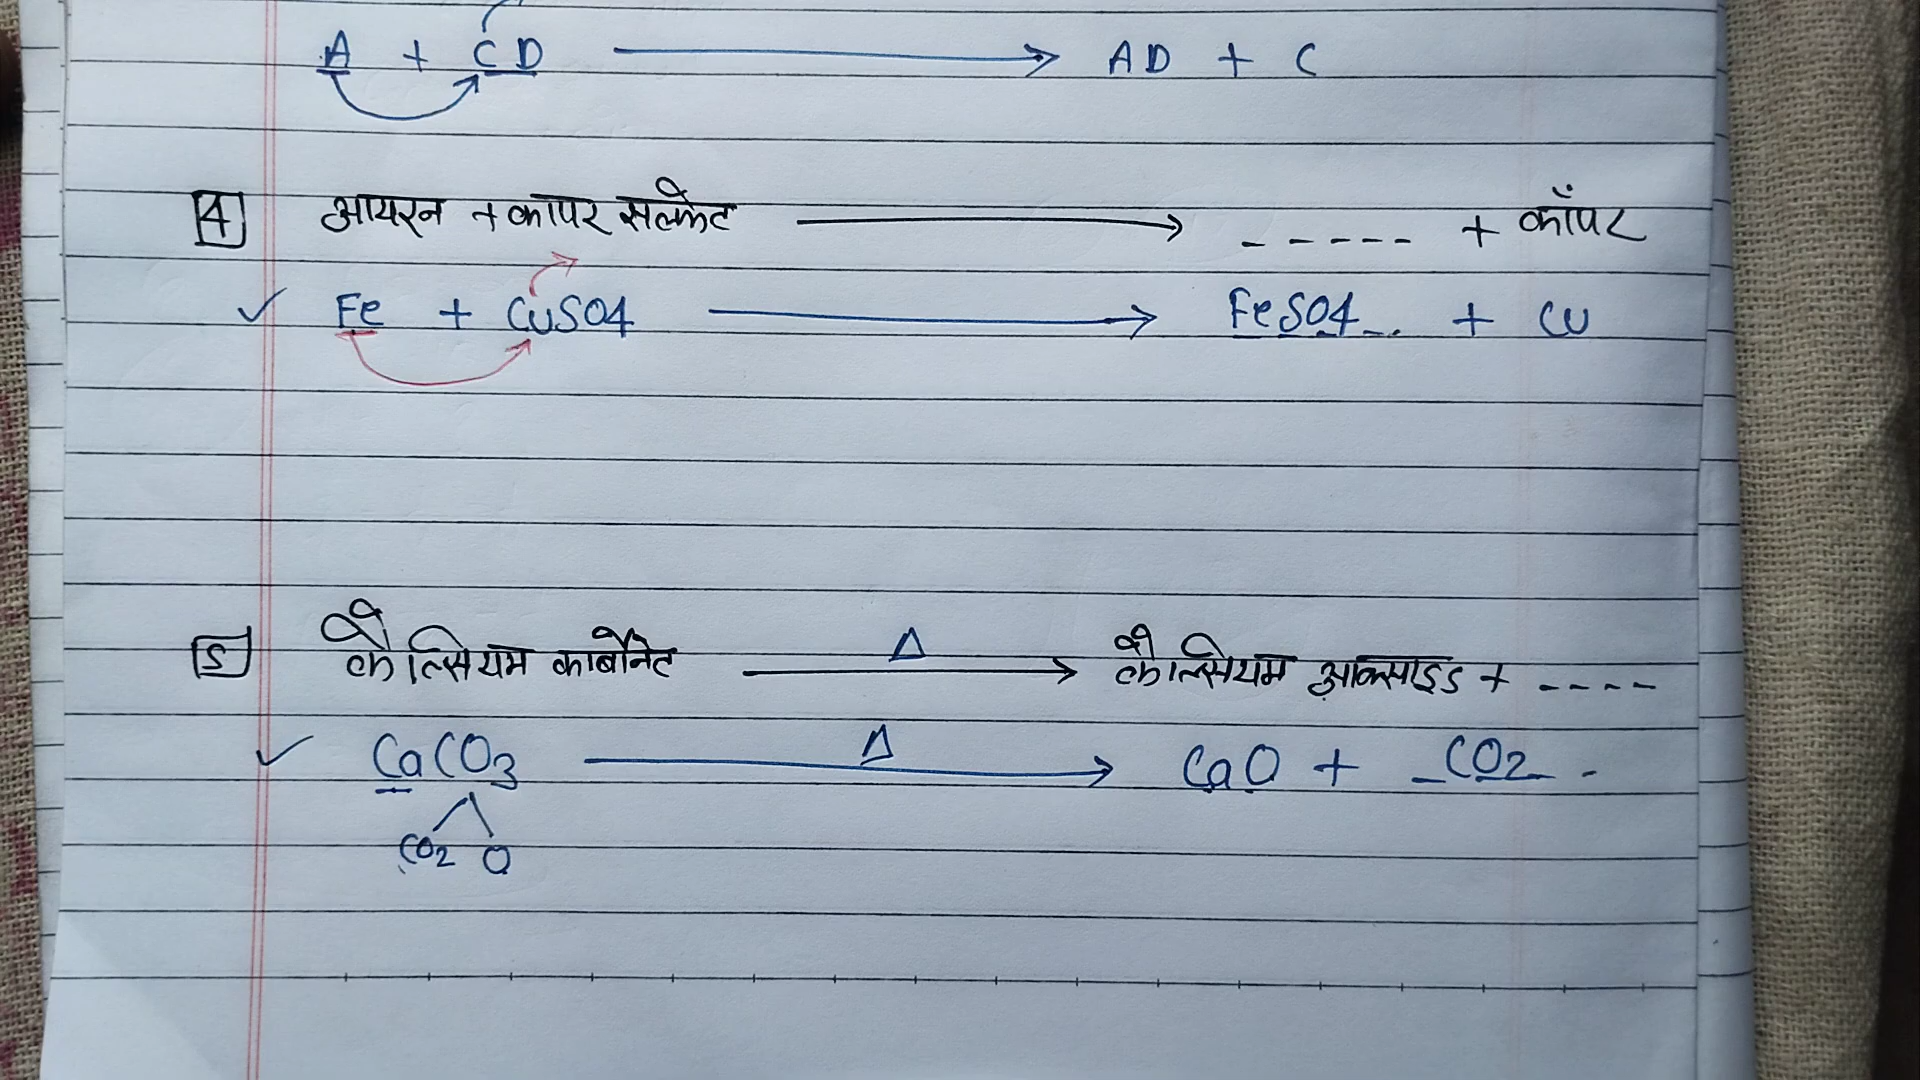 A + CD → AD + C
4 आयरन + कापर सल्फेट → - - - - - + कॉपर
✓ Fe + CuSO4 → FeSO4 + Cu
5 कैल्सियम कार्बोनेट Δ → कैल्सियम ऑक्साइड + - - - -
✓ CaCO3 Δ → CaO + CO2
CO2 O